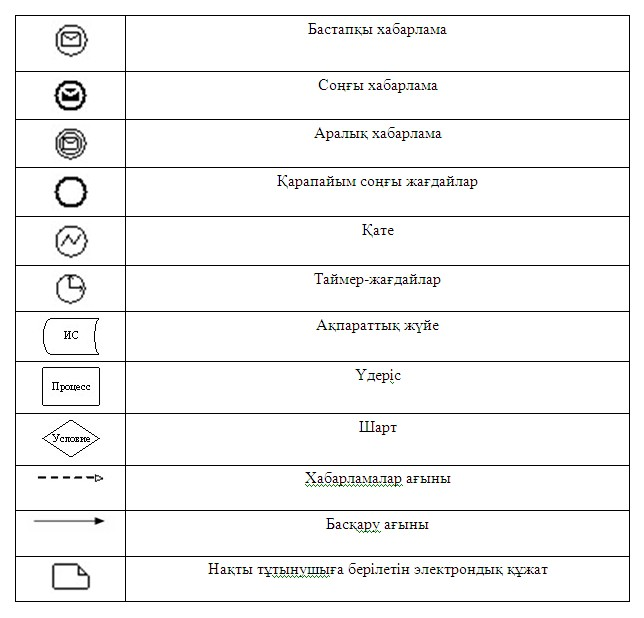 Бастапқы хабарлама
Соңғы хабарлама
Аралық хабарлама
Қарапайым соңғы жағдайлар
Қате
Таймер-жағдайлар
ИС
Ақпараттық жүйе
Процесс
Үдеріс
Условие
Шарт
Хабарламалар ағыны
Басқару ағыны
Нақты тұтынушыға берілетін электрондық құжат